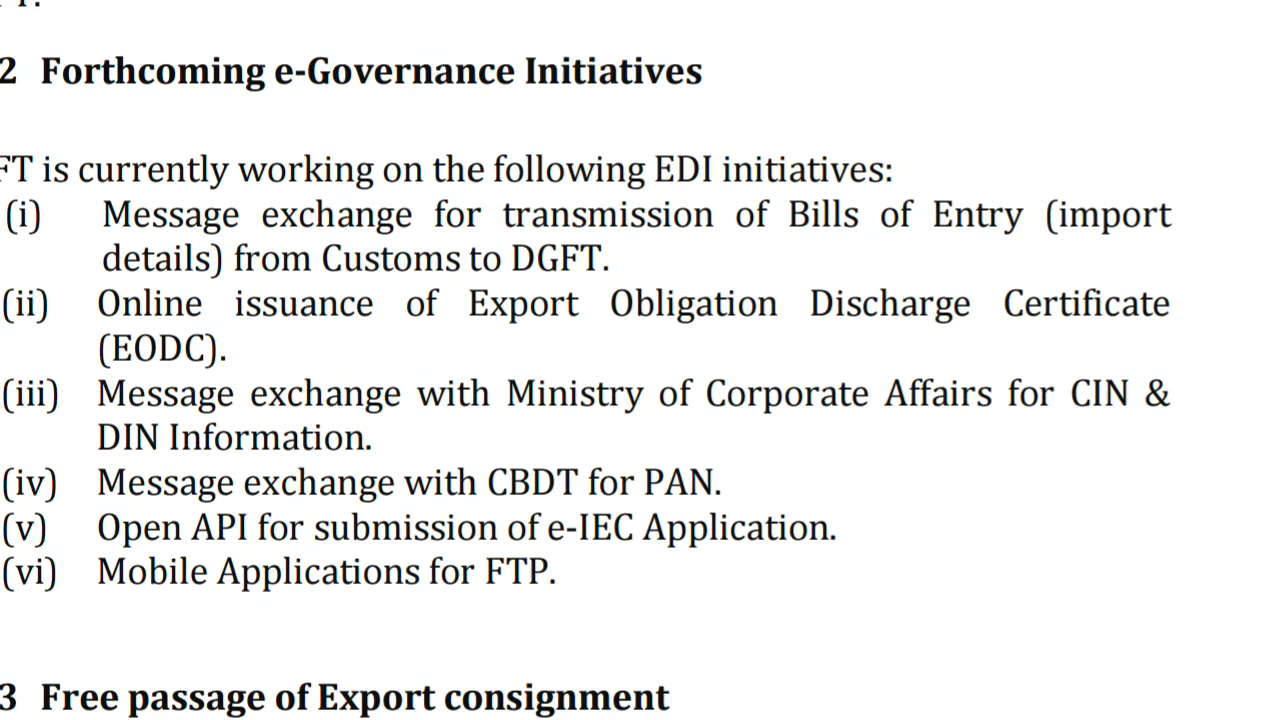 2 Forthcoming e-Governance Initiatives
FT is currently working on the following EDI initiatives:
(i) Message exchange for transmission of Bills of Entry (import
details) from Customs to DGFT.
(ii) Online issuance of Export Obligation Discharge Certificate
(EODC).
(iii) Message exchange with Ministry of Corporate Affairs for CIN &
DIN Information.
(iv) Message exchange with CBDT for PAN.
(v) Open API for submission of e-IEC Application.
(vi) Mobile Applications for FTP.
3 Free passage of Export consignment